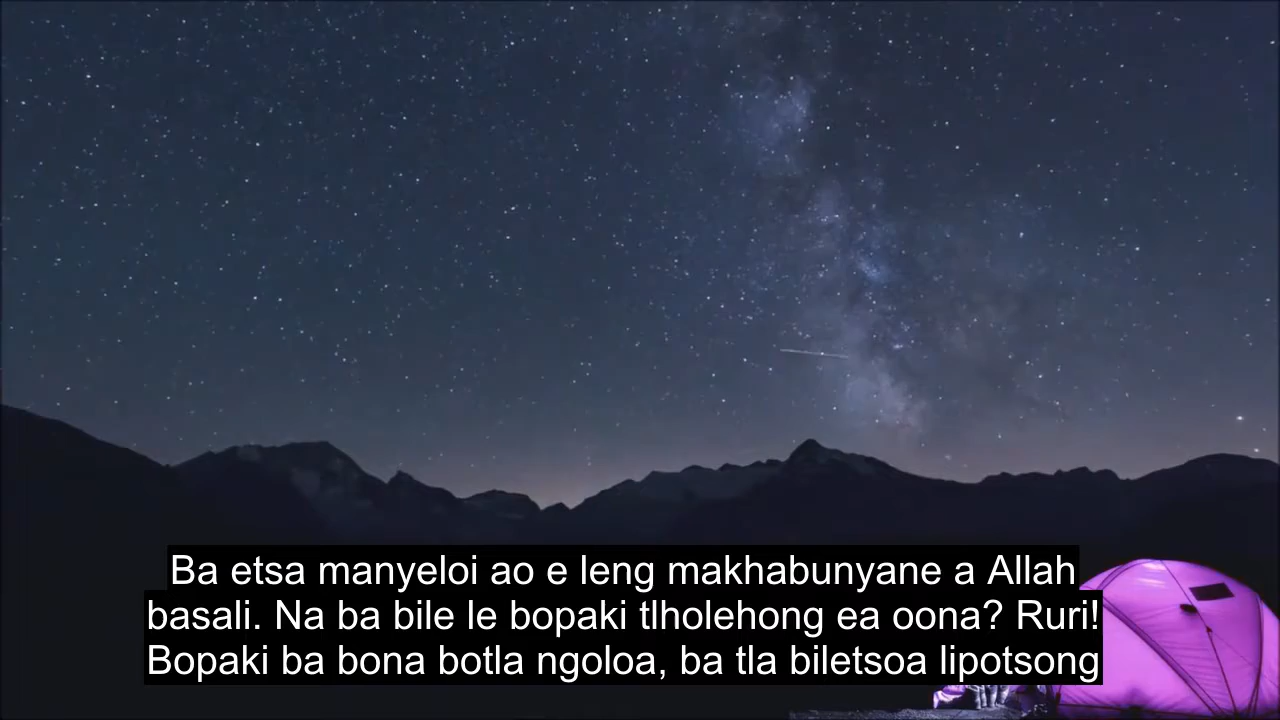 Ba etsa manyeloi ao e leng makhabunyane a Allah
basali. Na ba bile le bopaki tlholehong ea oona? Ruri!
Bopaki ba bona botla ngoloa, ba tla biletsoa lipotsong